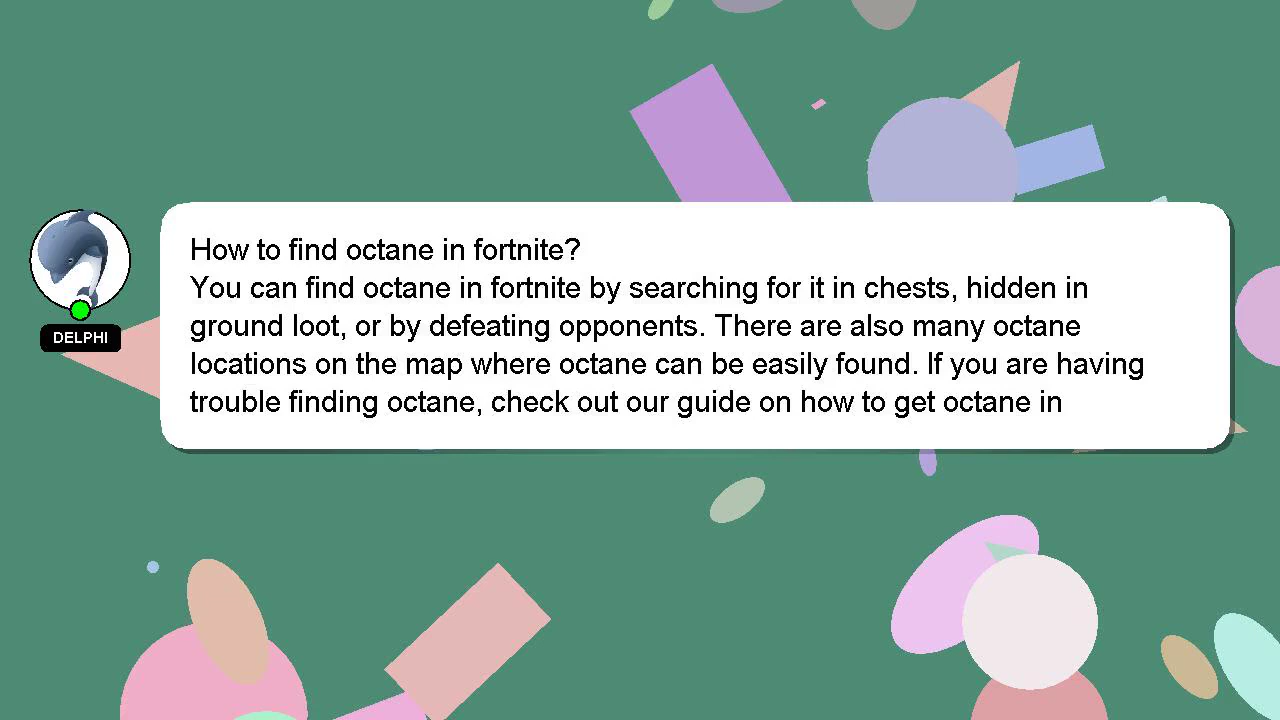 How to find octane in fortnite?
You can find octane in fortnite by searching for it in chests, hidden in
ground loot, or by defeating opponents. There are also many octane
locations on the map where octane can be easily found. If you are having
trouble finding octane, check out our guide on how to get octane in
DELPHI